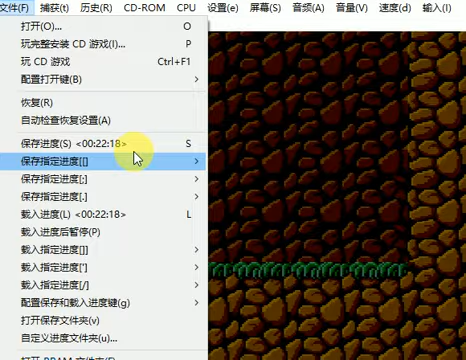 文件(F) 捕获(t) 历史(R) CD-ROM CPU 设置(e) 屏幕(S) 音频(A) 音量(V) 速度(d) 输入(I)
打开(O)... O
玩完整安装 CD 游戏(I)... P
玩 CD 游戏 Ctrl+F1
配置打开键(B)
恢复(R)
自动检查恢复设置(A)
保存进度(S) <00:22:18> S
保存指定进度[[]
保存指定进度[;]
保存指定进度[.]
载入进度(L) <00:22:18> L
载入进度后暂停(P)
载入指定进度[]]
载入指定进度[']
载入指定进度[/]
配置保存和载入进度键(g)
打开保存文件夹(v)
自定义进度文件夹(u)...